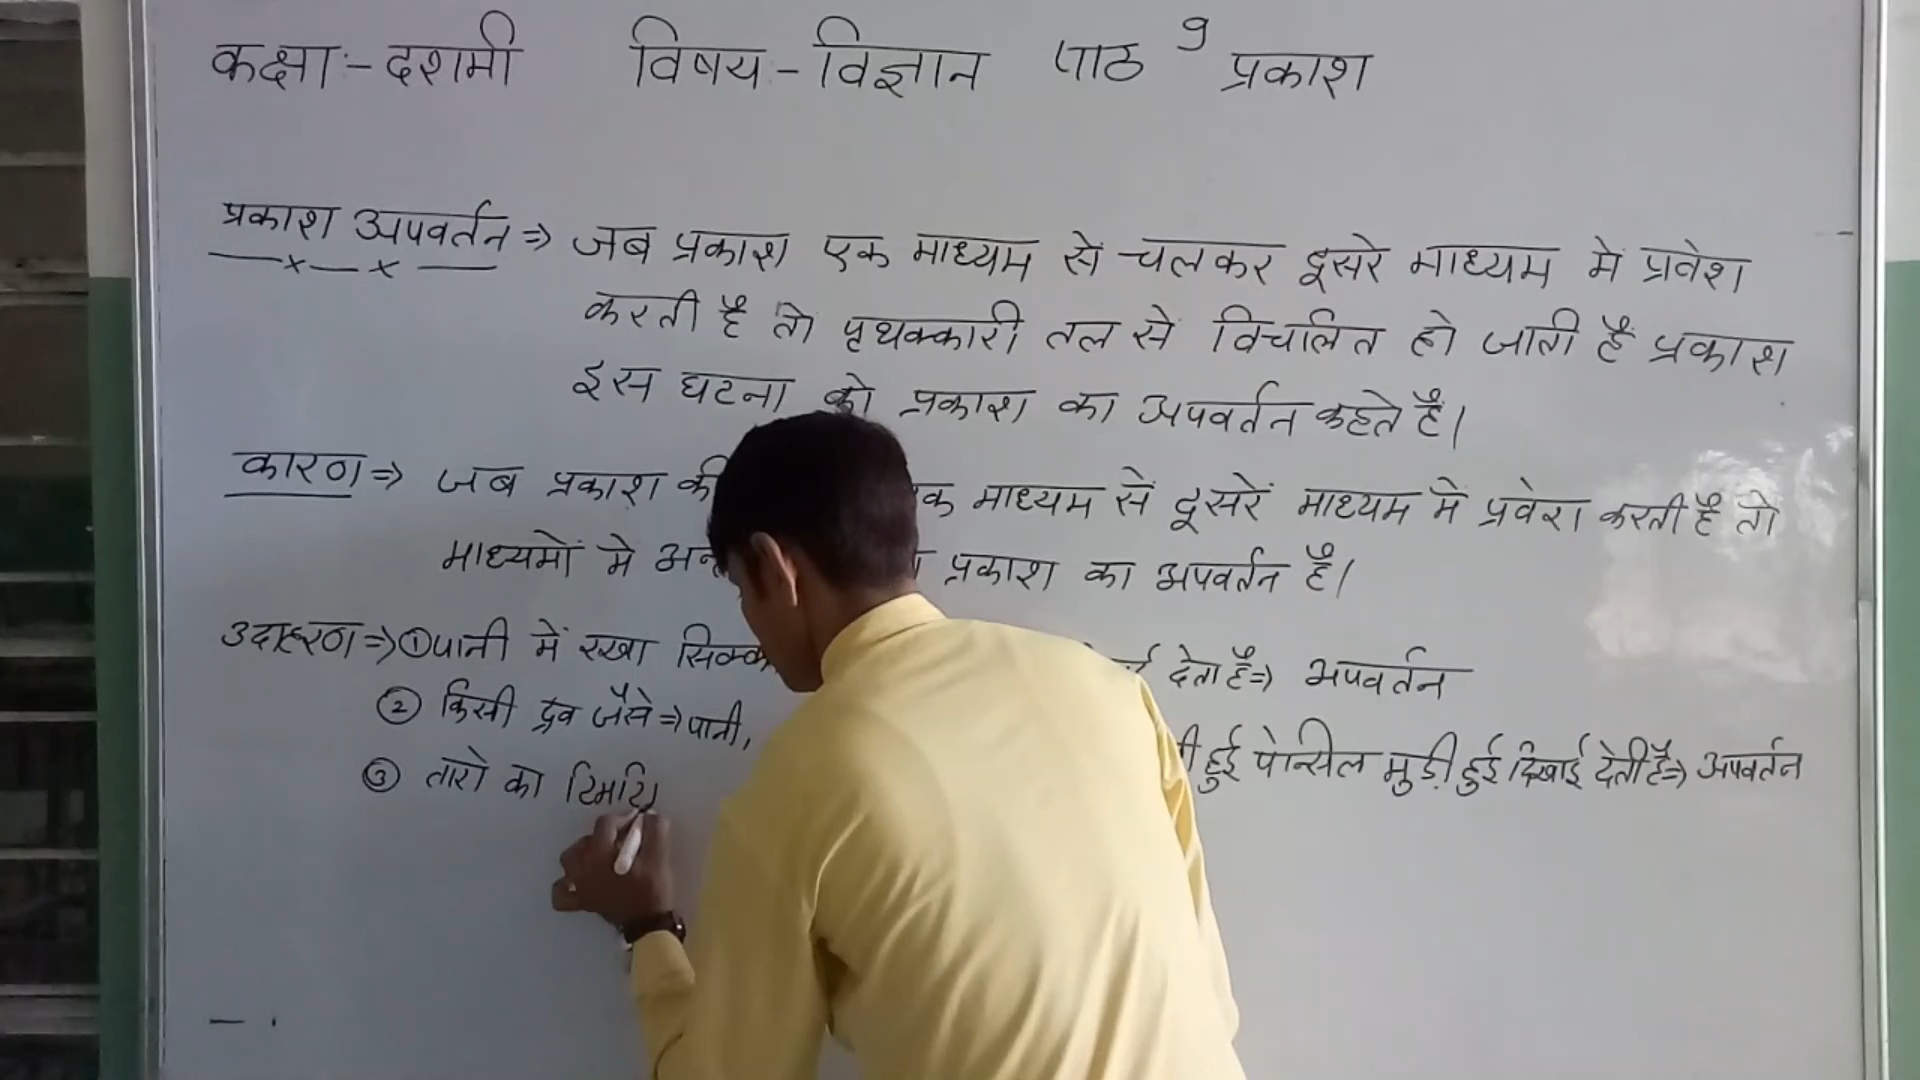 कक्षा:- दशमी विषय - विज्ञान पाठ 9 प्रकाश
प्रकाश अपवर्तन ⇒ जब प्रकाश एक माध्यम से चलकर दूसरे माध्यम मे प्रवेश
करती है तो पृथक्कारी तल से विचलित हो जाती है प्रकाश
इस घटना को प्रकाश का अपवर्तन कहते है।
कारण ⇒ जब प्रकाश की माध्यम से दूसरें माध्यम में प्रवेश करती है तो
माध्यमों मे प्रकाश का अपवर्तन है।
उदाहरण ⇒ ① पानी में रखा देता है ⇒ अपवर्तन
② किसी द्रव जैसे ⇒ पानी, हुई पेन्सिल मुड़ी हुई दिखाई देती है ⇒ अपवर्तन
③ तारो का